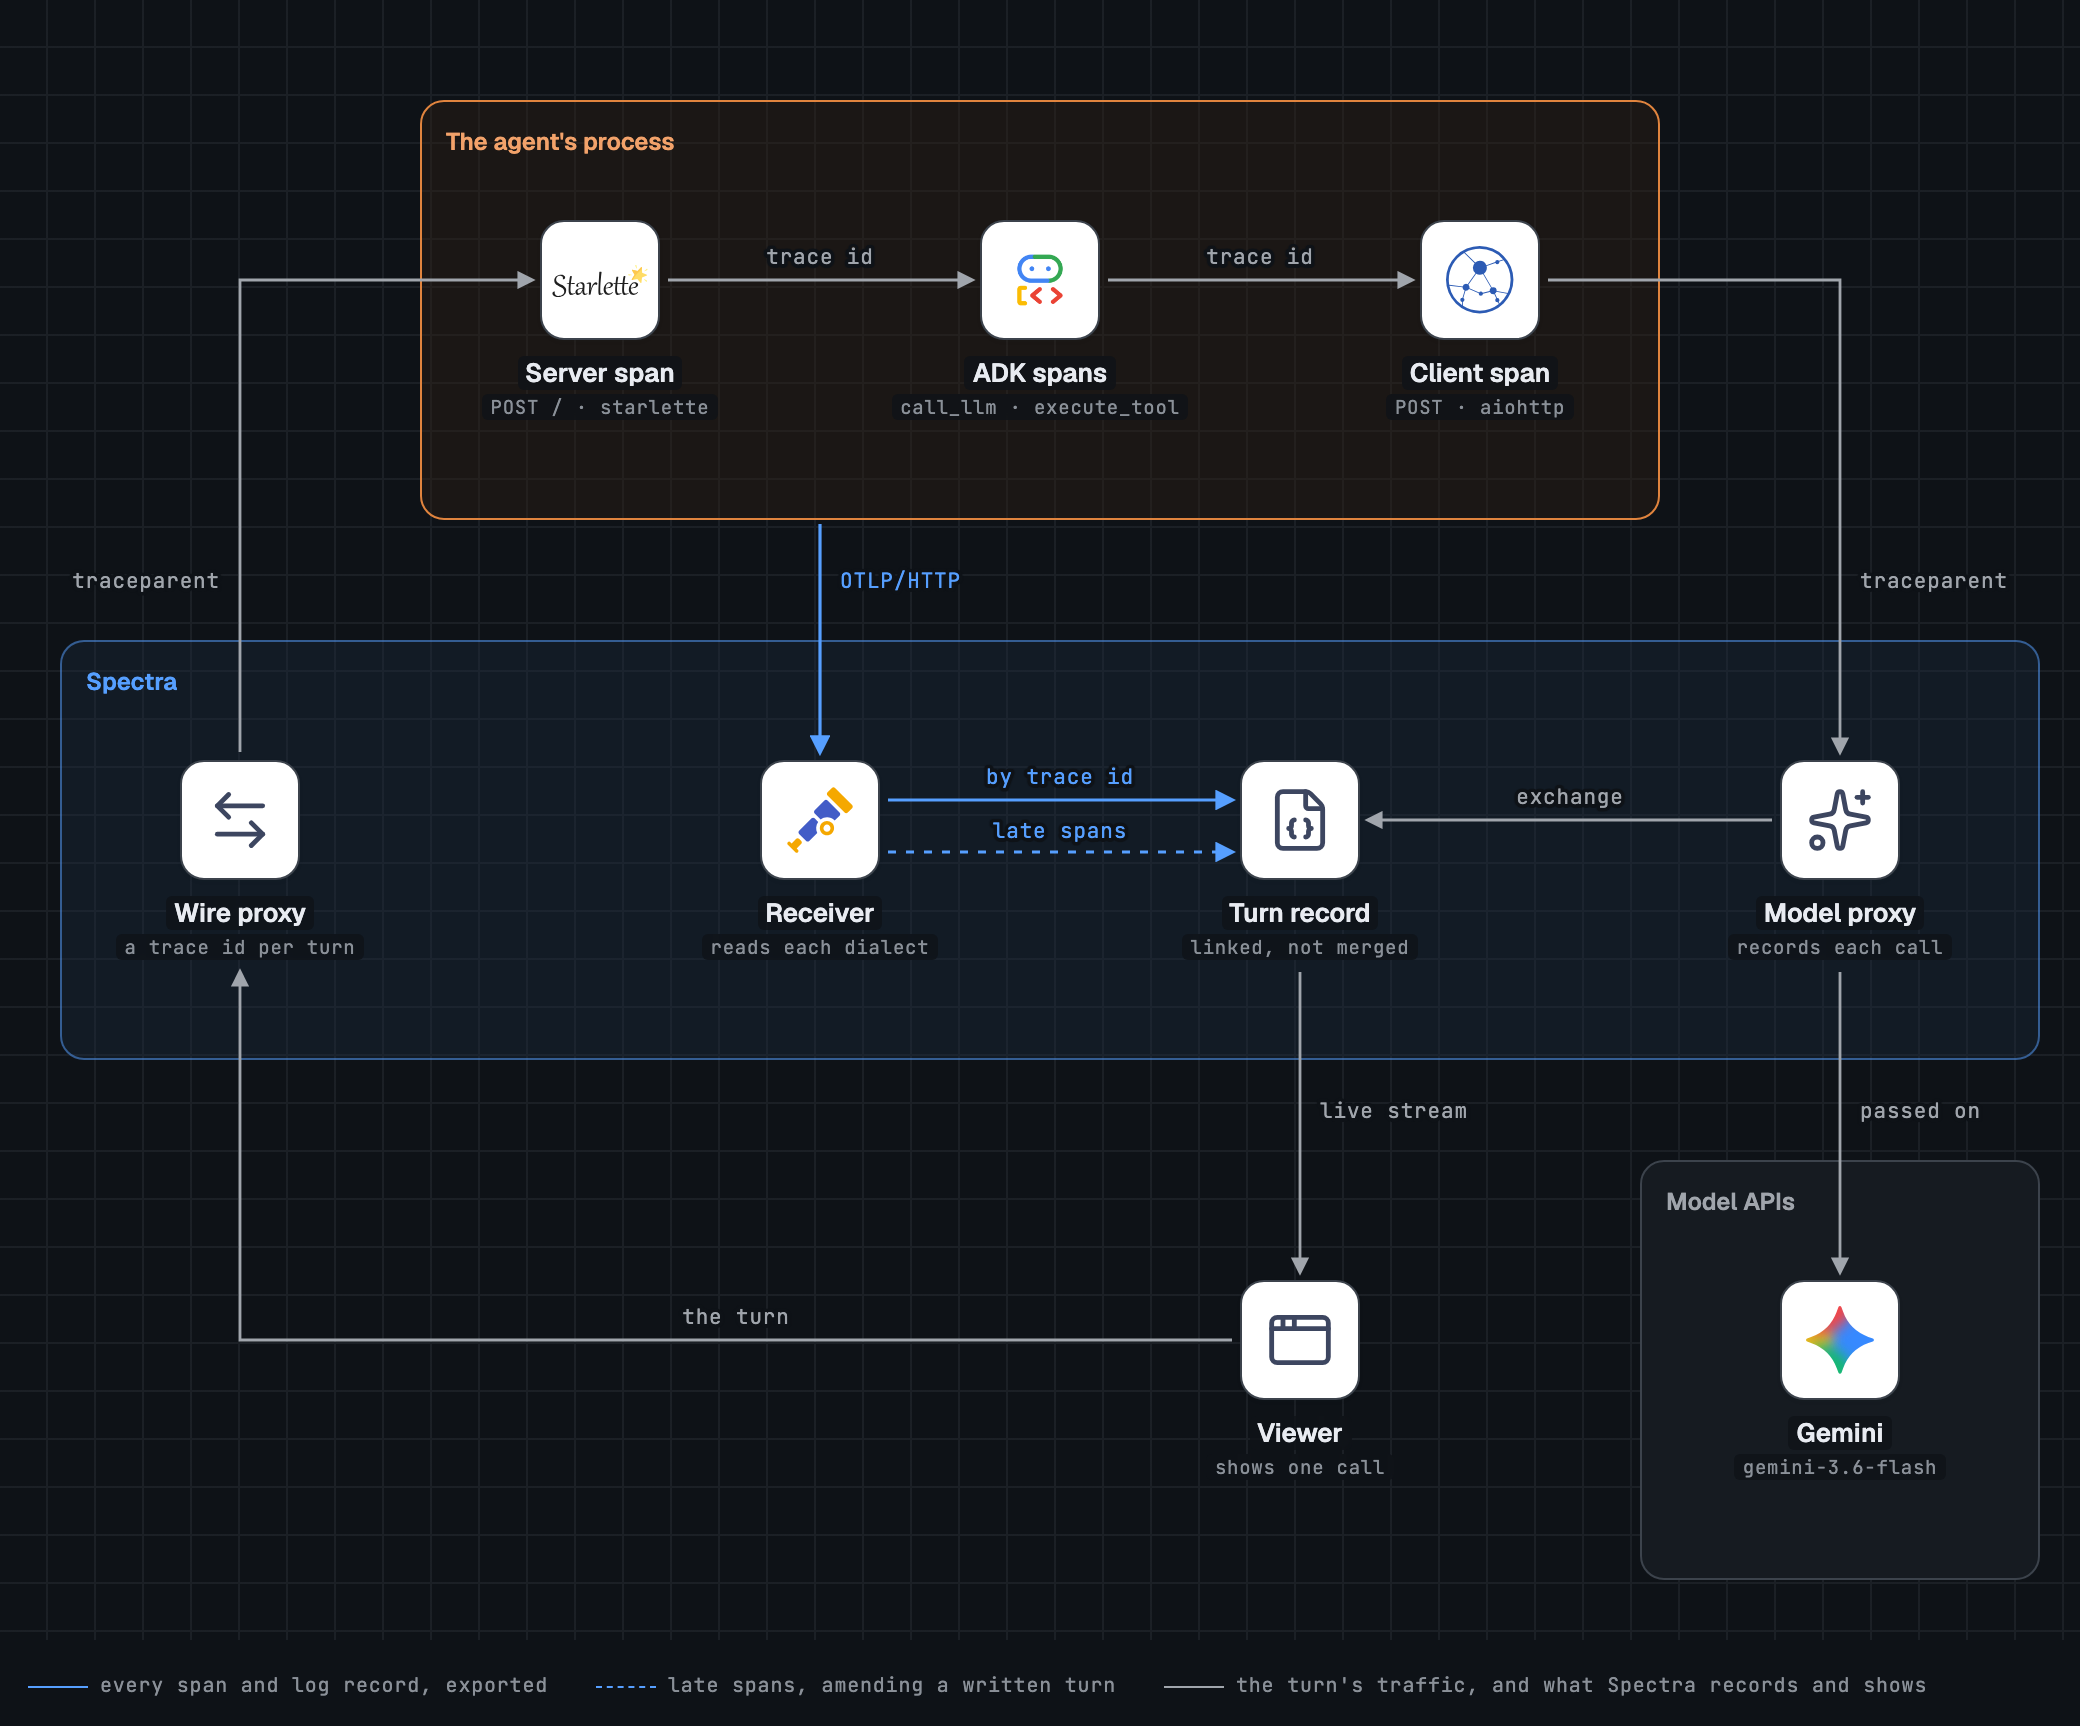 The agent's process
Starlette
trace id
trace id
Server span
POST / · starlette
ADK spans
call_llm · execute_tool
Client span
POST · aiohttp
traceparent
OTLP/HTTP
traceparent
Spectra
by trace id
late spans
exchange
Wire proxy
a trace id per turn
Receiver
reads each dialect
Turn record
linked, not merged
Model proxy
records each call
live stream
passed on
Model APIs
the turn
Viewer
shows one call
Gemini
gemini-3.6-flash
every span and log record, exported
late spans, amending a written turn
the turn's traffic, and what Spectra records and shows